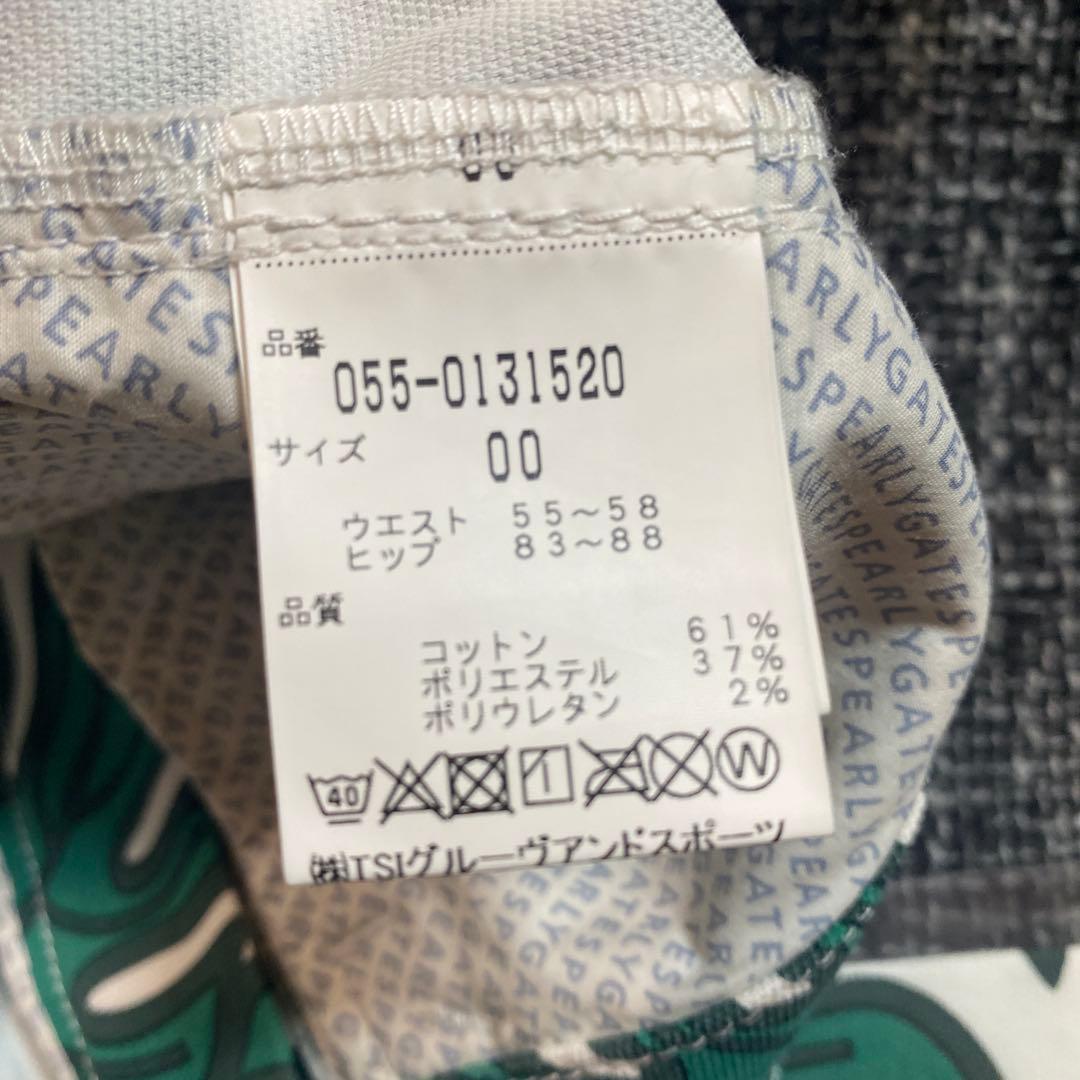 品番
055-0131520
サイズ 00
ウエスト 55～58
ヒップ 83～88
品質
コットン 61%
ポリエステル 37%
ポリウレタン 2%
40 W
㈱TSIグルーヴアンドスポーツ
PEARLYGATES